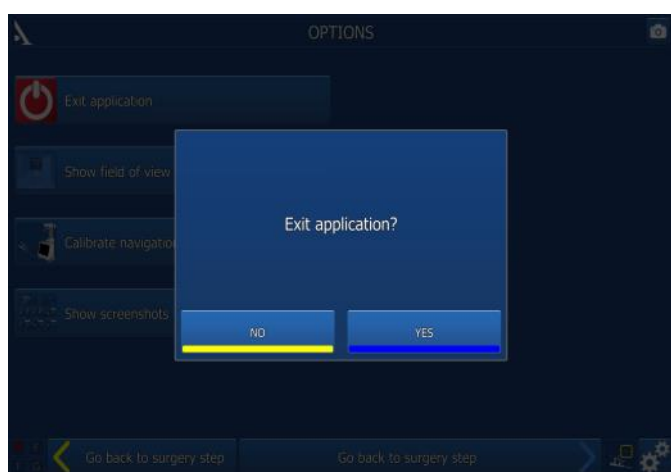 OPTIONS
Exit application
Show field of view
Calibrate navigatio
Show screenshots
Exit application?
NO
YES
Go back to surgery step
Go back to surgery step